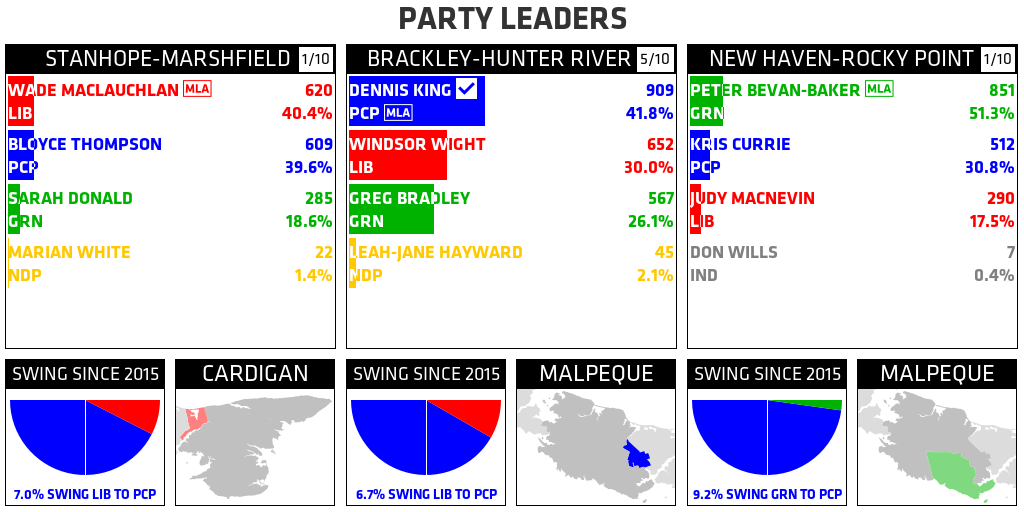 PARTY LEADERS
STANHOPE-MARSHFIELD 1/10
WADE MACLAUCHLAN MLA 620
LIB 40.4%
BLOYCE THOMPSON 609
PCP 39.6%
SARAH DONALD 285
GRN 18.6%
MARIAN WHITE 22
NDP 1.4%
BRACKLEY-HUNTER RIVER 5/10
DENNIS KING 909
PCP MLA 41.8%
WINDSOR WIGHT 652
LIB 30.0%
GREG BRADLEY 567
GRN 26.1%
LEAH-JANE HAYWARD 45
NDP 2.1%
NEW HAVEN-ROCKY POINT 1/10
PETER BEVAN-BAKER MLA 851
GRN 51.3%
KRIS CURRIE 512
PCP 30.8%
JUDY MACNEVIN 290
LIB 17.5%
DON WILLS 7
IND 0.4%
SWING SINCE 2015
7.0% SWING LIB TO PCP
CARDIGAN
SWING SINCE 2015
6.7% SWING LIB TO PCP
MALPEQUE
SWING SINCE 2015
9.2% SWING GRN TO PCP
MALPEQUE